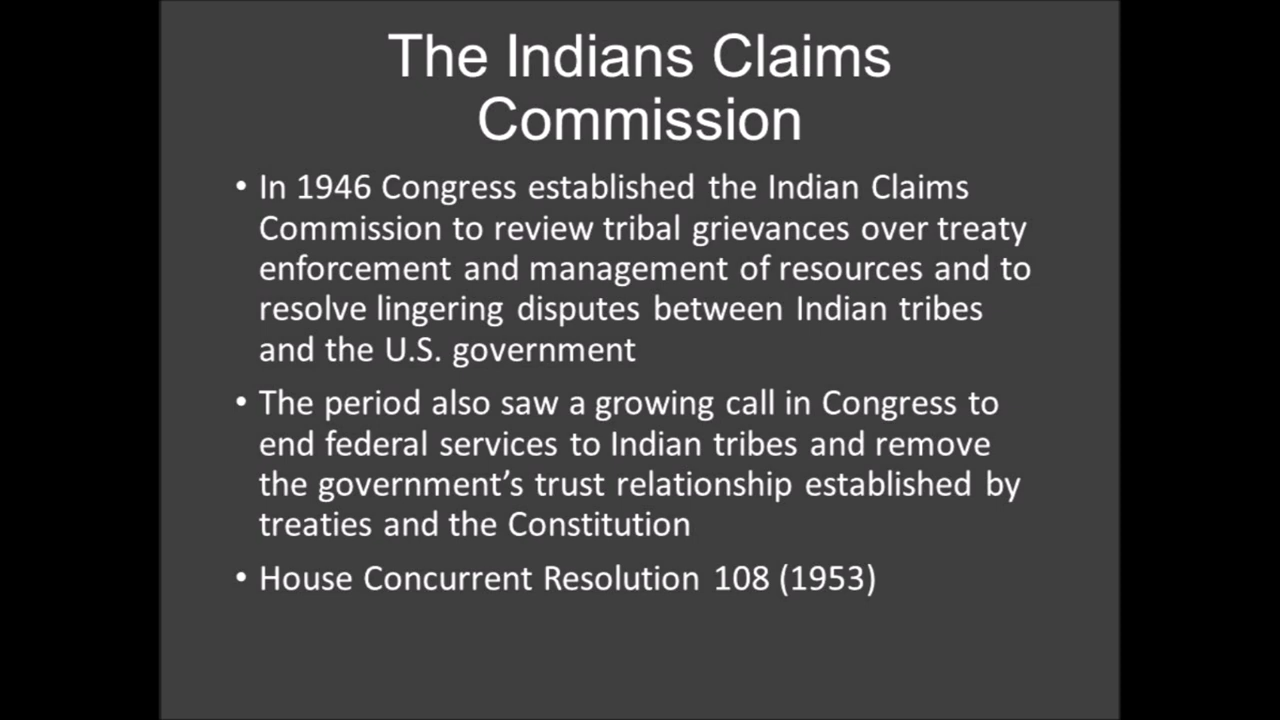 The Indians Claims
Commission
• In 1946 Congress established the Indian Claims
Commission to review tribal grievances over treaty
enforcement and management of resources and to
resolve lingering disputes between Indian tribes
and the U.S. government
• The period also saw a growing call in Congress to
end federal services to Indian tribes and remove
the government’s trust relationship established by
treaties and the Constitution
• House Concurrent Resolution 108 (1953)